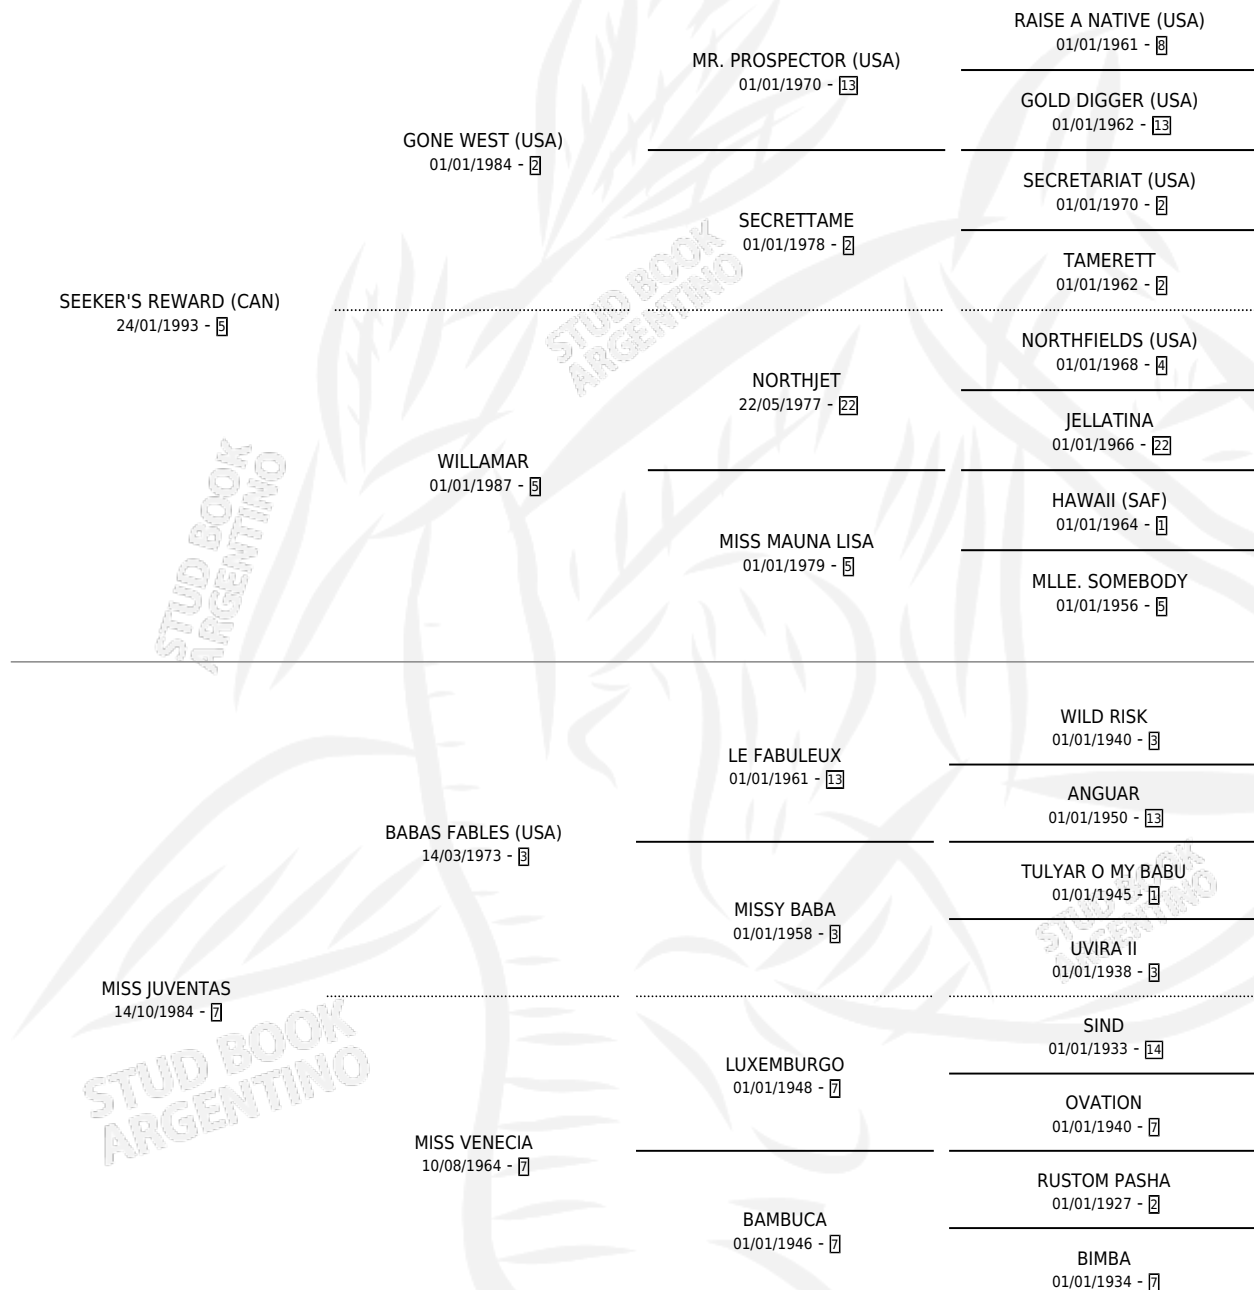 RAISE A NATIVE (USA)
01/01/1961 - 8
MR. PROSPECTOR (USA)
01/01/1970 - 13
GOLD DIGGER (USA)
01/01/1962 - 13
GONE WEST (USA)
01/01/1984 - 2
SECRETARIAT (USA)
01/01/1970 - 2
SECRETTAME
01/01/1978 - 2
TAMERETT
01/01/1962 - 2
SEEKER'S REWARD (CAN)
24/01/1993 - 5
NORTHFIELDS (USA)
01/01/1968 - 4
NORTHJET
22/05/1977 - 22
JELLATINA
01/01/1966 - 22
WILLAMAR
01/01/1987 - 5
HAWAII (SAF)
01/01/1964 - 1
MISS MAUNA LISA
01/01/1979 - 5
MLLE. SOMEBODY
01/01/1956 - 5
WILD RISK
01/01/1940 - 3
LE FABULEUX
01/01/1961 - 13
ANGUAR
01/01/1950 - 13
BABAS FABLES (USA)
14/03/1973 - 3
TULYAR O MY BABU
01/01/1945 - 1
MISSY BABA
01/01/1958 - 3
UVIRA II
01/01/1938 - 3
MISS JUVENTAS
14/10/1984 - 7
SIND
01/01/1933 - 14
LUXEMBURGO
01/01/1948 - 7
OVATION
01/01/1940 - 7
MISS VENECIA
10/08/1964 - 7
RUSTOM PASHA
01/01/1927 - 2
BAMBUCA
01/01/1946 - 7
BIMBA
01/01/1934 - 7
STUD BOOK
ARGENTINO
STUD BOOK
ARGENTINO
STUD BOOK
ARGENTINO
STUD BOOK
ARGENTINO